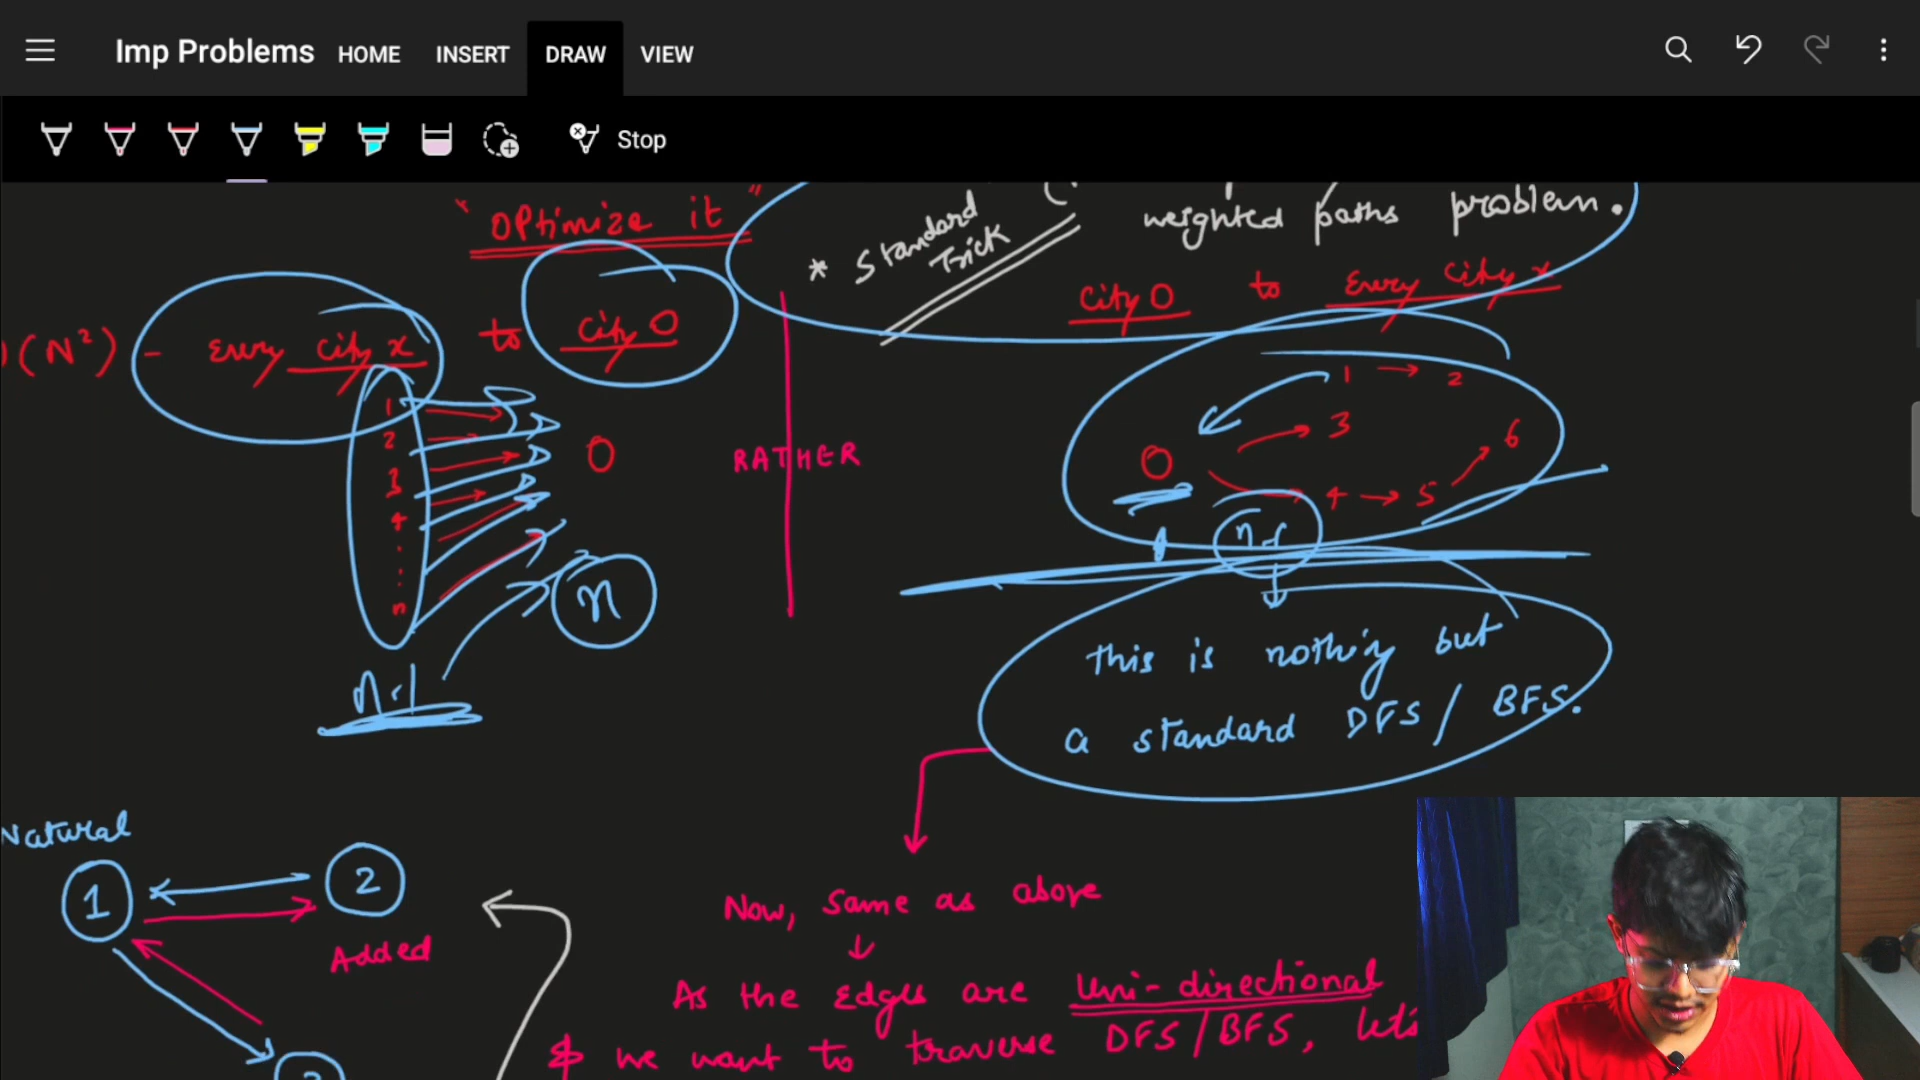 Imp Problems HOME INSERT DRAW VIEW
Stop
"OPtimize it"
* Standard Trick
weighted paths problem.
(N²) - Every City x to City 0
City 0 to Every City x
1
2
3
4
n
0
n
n-1
RATHER
0
1 → 2
3
4 → 5
6
n-1
This is nothing but
a standard DFS / BFS.
Natural
1
2
Added
Now, Same as above
As the Edges are Uni-directional
& we want to traverse DFS/BFS, let's